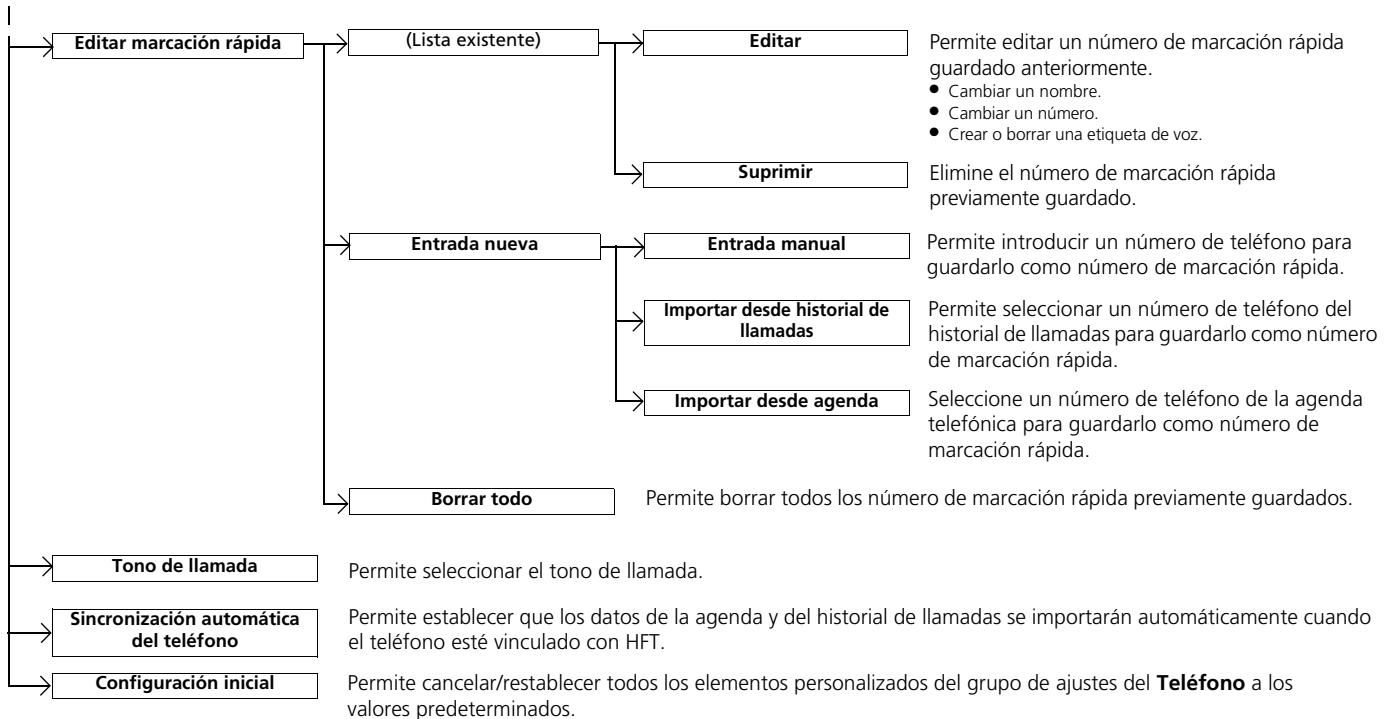 Editar marcación rápida
(Lista existente)
Editar
Permite editar un número de marcación rápida
guardado anteriormente.
● Cambiar un nombre.
● Cambiar un número.
● Crear o borrar una etiqueta de voz.
Suprimir
Elimine el número de marcación rápida
previamente guardado.
Entrada nueva
Entrada manual
Permite introducir un número de teléfono para
guardarlo como número de marcación rápida.
Importar desde historial de
llamadas
Permite seleccionar un número de teléfono del
historial de llamadas para guardarlo como número
de marcación rápida.
Importar desde agenda
Seleccione un número de teléfono de la agenda
telefónica para guardarlo como número de
marcación rápida.
Borrar todo
Permite borrar todos los número de marcación rápida previamente guardados.
Tono de llamada
Permite seleccionar el tono de llamada.
Sincronización automática
del teléfono
Permite establecer que los datos de la agenda y del historial de llamadas se importarán automáticamente cuando
el teléfono esté vinculado con HFT.
Configuración inicial
Permite cancelar/restablecer todos los elementos personalizados del grupo de ajustes del Teléfono a los
valores predeterminados.